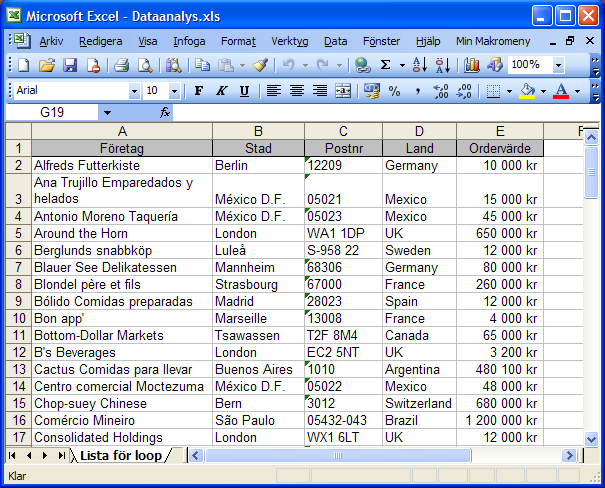 Microsoft Excel - Dataanalys.xls
Arkiv Redigera Visa Infoga Format Verktyg Data Fönster Hjälp Min Makromeny
Σ 100%
Arial 10 F K U % ,
G19 fx
A B C D E F
1 Företag Stad Postnr Land Ordervärde
2 Alfreds Futterkiste Berlin 12209 Germany 10 000 kr
Ana Trujillo Emparedados y
3 helados México D.F. 05021 Mexico 15 000 kr
4 Antonio Moreno Taquería México D.F. 05023 Mexico 45 000 kr
5 Around the Horn London WA1 1DP UK 650 000 kr
6 Berglunds snabbköp Luleå S-958 22 Sweden 12 000 kr
7 Blauer See Delikatessen Mannheim 68306 Germany 80 000 kr
8 Blondel père et fils Strasbourg 67000 France 260 000 kr
9 Bólido Comidas preparadas Madrid 28023 Spain 12 000 kr
10 Bon app' Marseille 13008 France 4 000 kr
11 Bottom-Dollar Markets Tsawassen T2F 8M4 Canada 65 000 kr
12 B's Beverages London EC2 5NT UK 3 200 kr
13 Cactus Comidas para llevar Buenos Aires 1010 Argentina 480 100 kr
14 Centro comercial Moctezuma México D.F. 05022 Mexico 48 000 kr
15 Chop-suey Chinese Bern 3012 Switzerland 680 000 kr
16 Comércio Mineiro São Paulo 05432-043 Brazil 1 200 000 kr
17 Consolidated Holdings London WX1 6LT UK 12 000 kr
Lista för loop
Klar